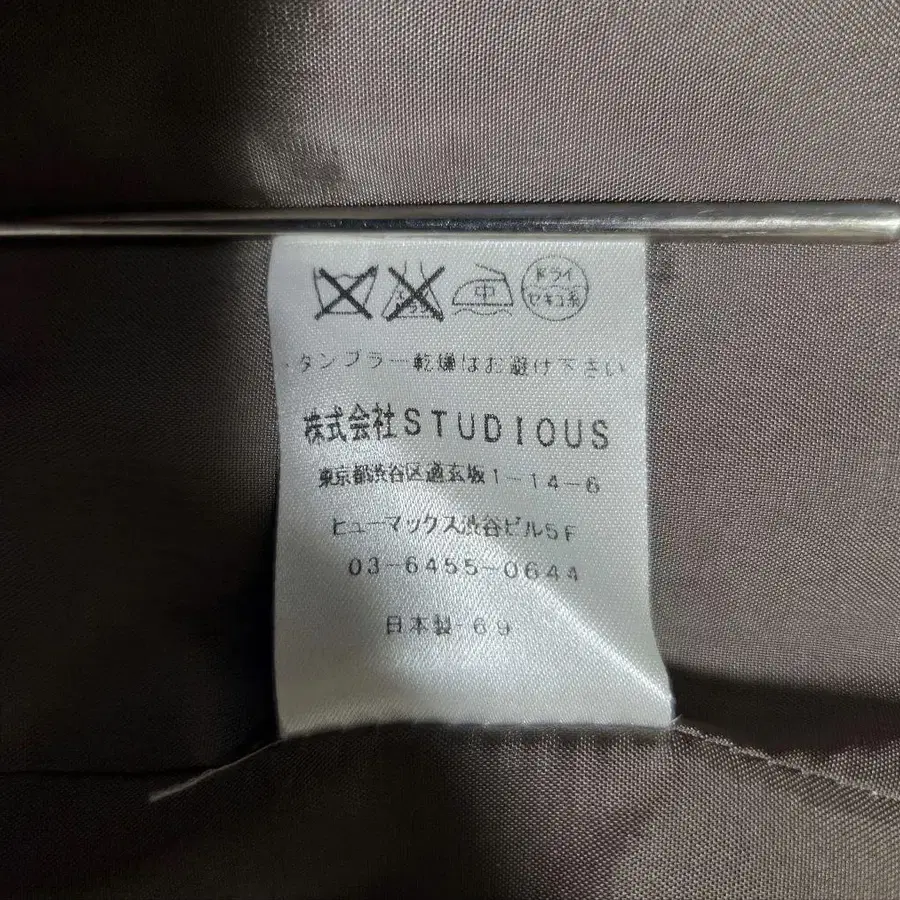 中 ドライ セキユ系
・タンブラー乾燥はお避け下さい
株式会社STUDIOUS
東京都渋谷区道玄坂1-14-6
ヒューマックス渋谷ビル5F
03-6455-0644
日本製-69